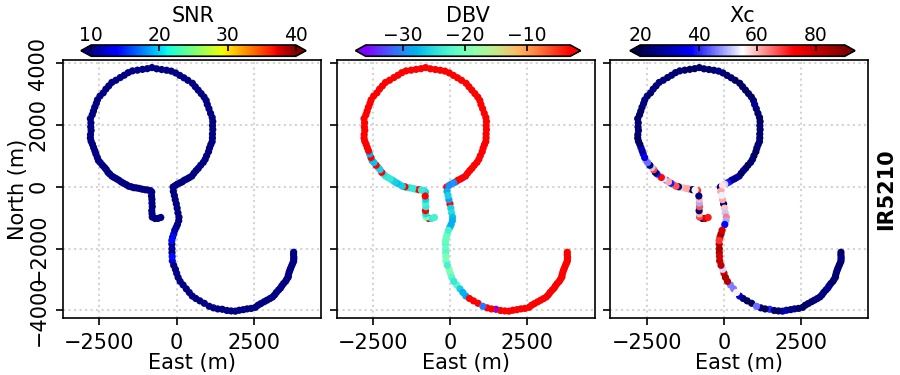 SNR DBV Xc
10 20 30 40 −30 −20 −10 20 40 60 80
4000
2000
0
−2000
−4000
North (m)
−2500 0 2500 −2500 0 2500 −2500 0 2500
East (m) East (m) East (m)
IR5210